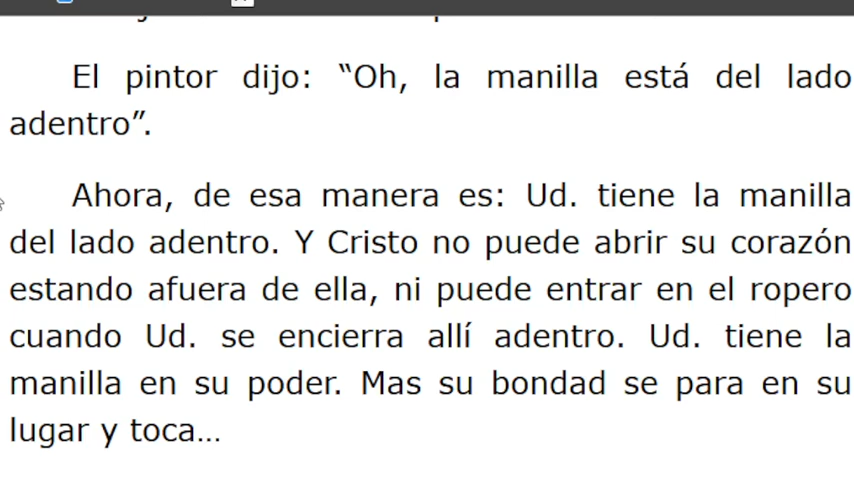 El pintor dijo: “Oh, la manilla está del lado
adentro”.
Ahora, de esa manera es: Ud. tiene la manilla
del lado adentro. Y Cristo no puede abrir su corazón
estando afuera de ella, ni puede entrar en el ropero
cuando Ud. se encierra allí adentro. Ud. tiene la
manilla en su poder. Mas su bondad se para en su
lugar y toca…